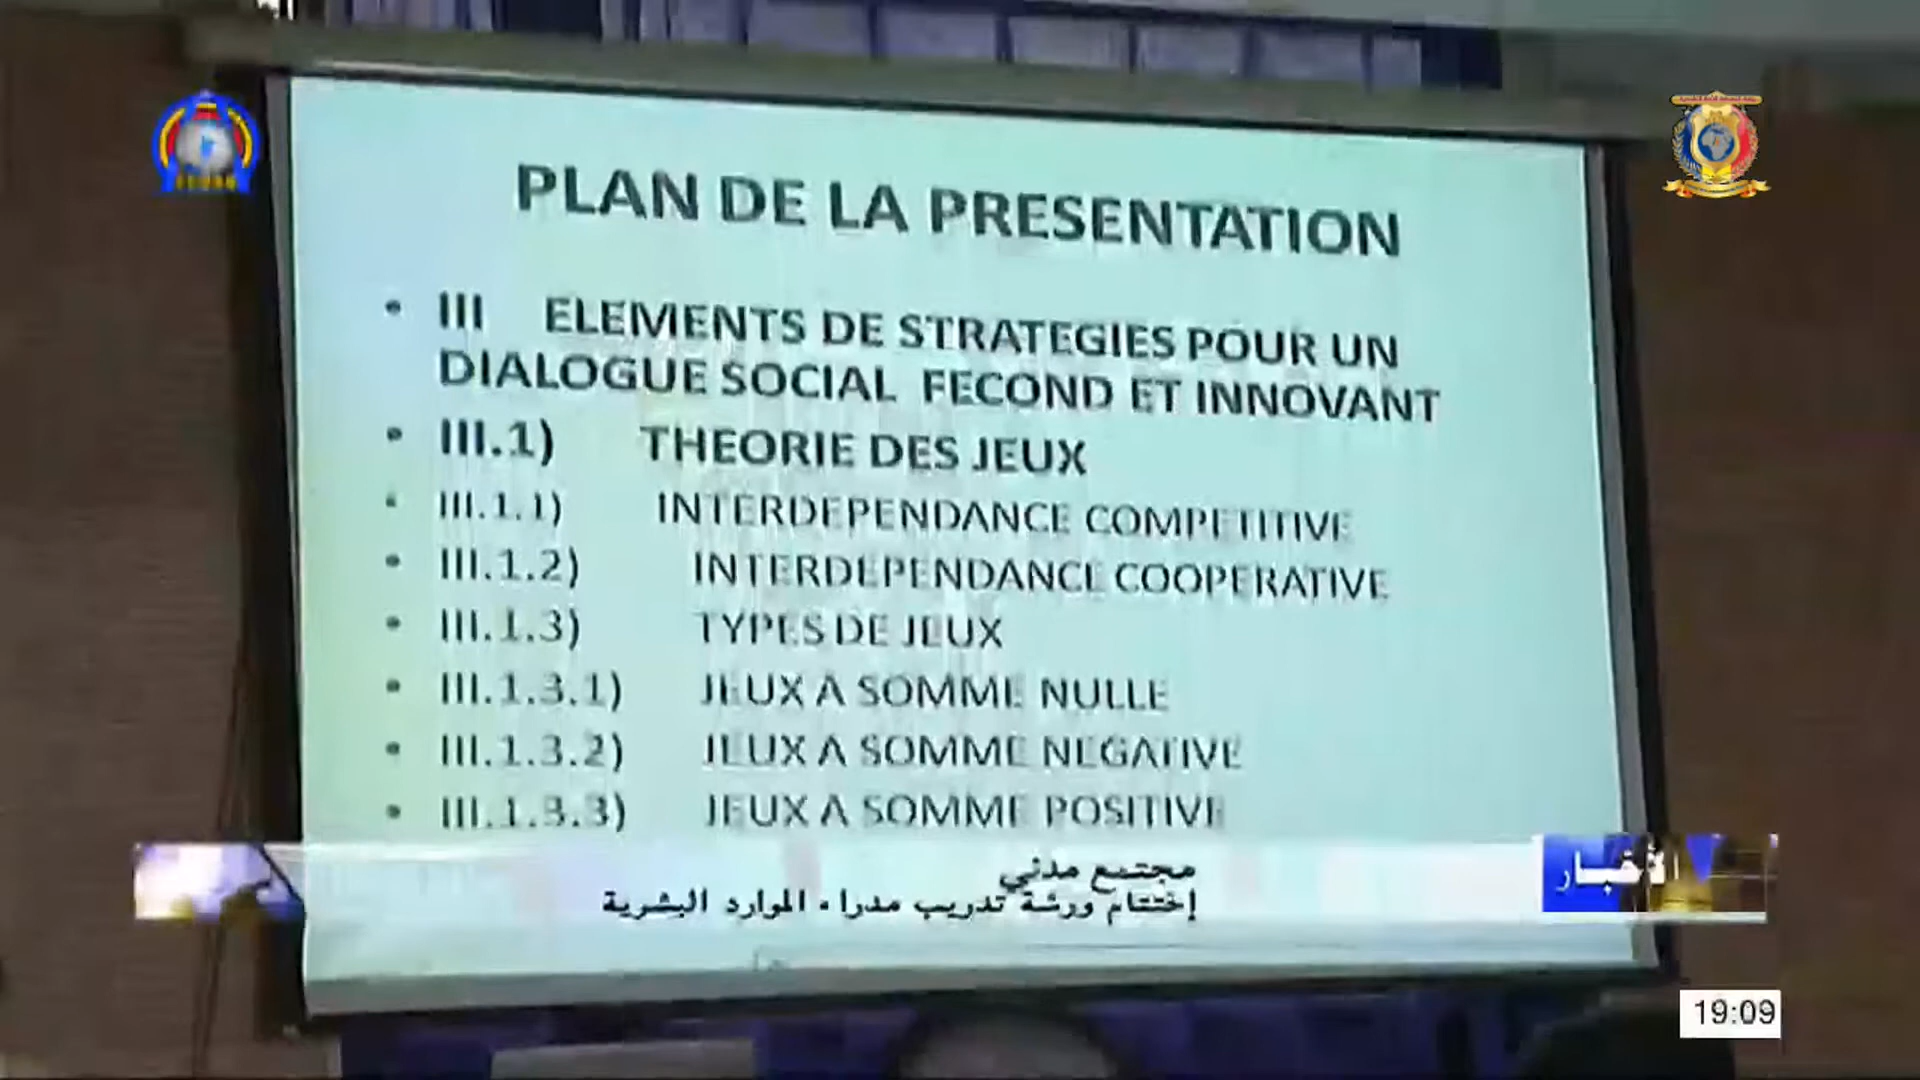 PLAN DE LA PRESENTATION
• III ELEMENTS DE STRATEGIES POUR UN
DIALOGUE SOCIAL FECOND ET INNOVANT
• III.1) THEORIE DES JEUX
• III.1.1) INTERDEPENDANCE COMPETITIVE
• III.1.2) INTERDEPENDANCE COOPERATIVE
• III.1.3) TYPES DE JEUX
• III.1.3.1) JEUX A SOMME NULLE
• III.1.3.2) JEUX A SOMME NEGATIVE
• III.1.3.3) JEUX A SOMME POSITIVE
الأخبار
مجتمع مدني
إختتام ورشة تدريب مدراء الموارد البشرية
19:09